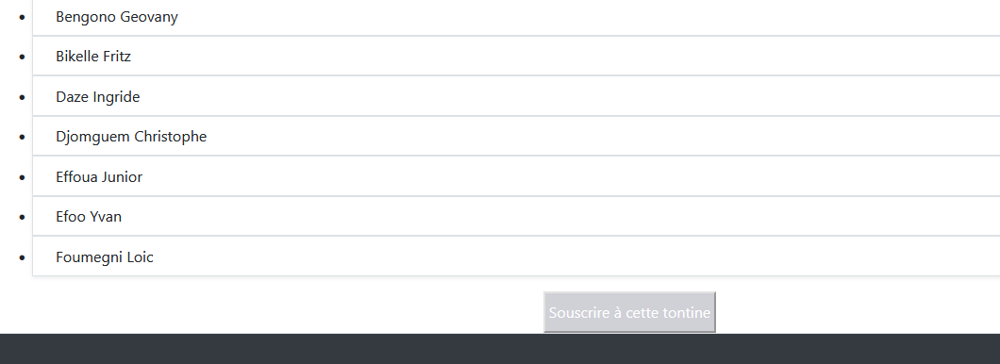 Bengono Geovany
Bikelle Fritz
Daze Ingride
Djomguem Christophe
Effoua Junior
Efoo Yvan
Foumegni Loic
Souscrire à cette tontine